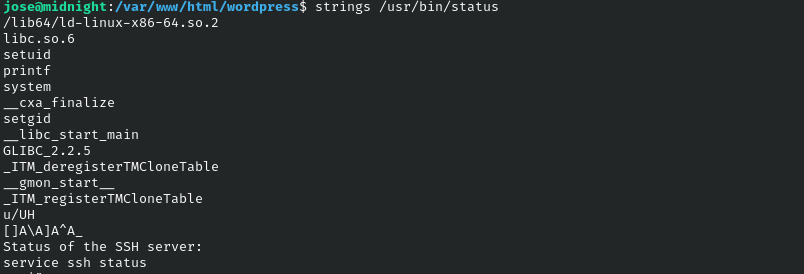 jose@midnight:/var/www/html/wordpress$ strings /usr/bin/status
/lib64/ld-linux-x86-64.so.2
libc.so.6
setuid
printf
system
__cxa_finalize
setgid
__libc_start_main
GLIBC_2.2.5
_ITM_deregisterTMCloneTable
__gmon_start__
_ITM_registerTMCloneTable
u/UH
[]A\A]A^A_
Status of the SSH server:
service ssh status